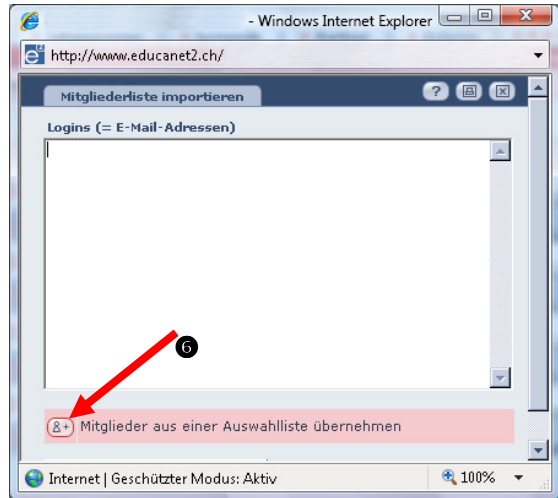 - Windows Internet Explorer
http://www.educanet2.ch/
Mitgliederliste importieren
?
Logins (= E-Mail-Adressen)
❻
Mitglieder aus einer Auswahlliste übernehmen
Internet | Geschützter Modus: Aktiv
100%